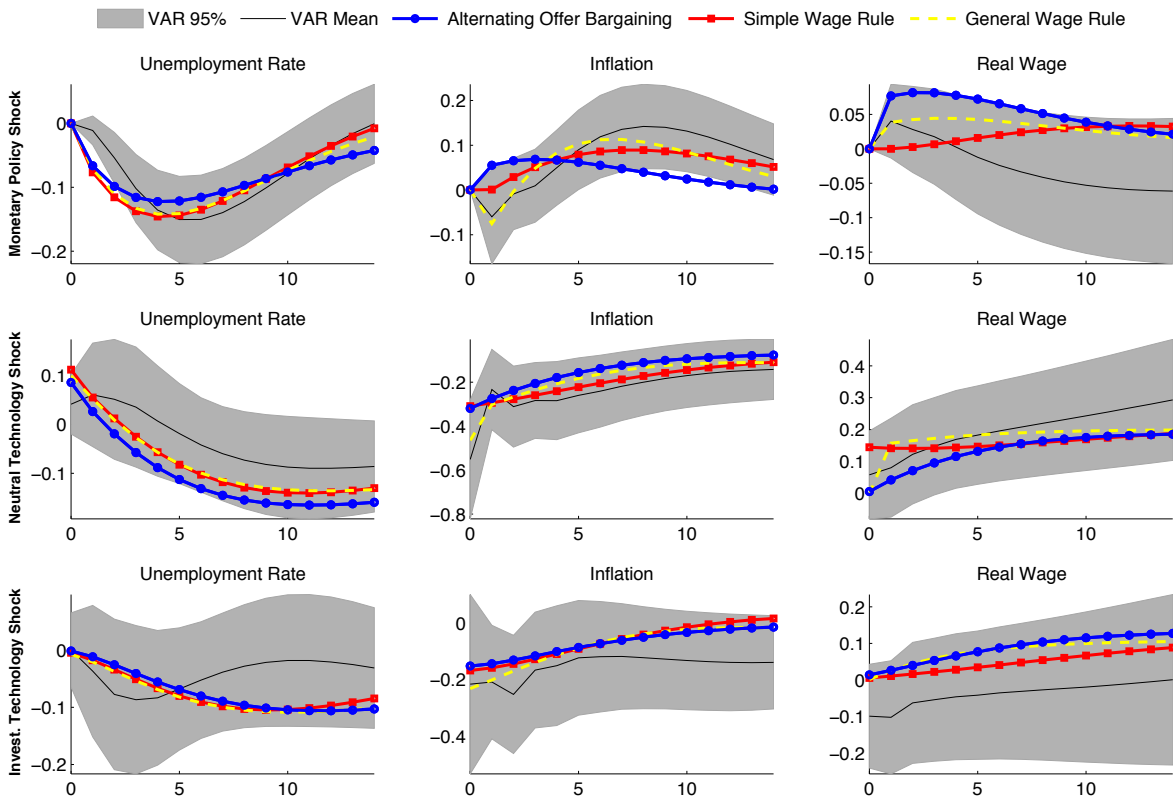 VAR 95% VAR Mean Alternating Offer Bargaining Simple Wage Rule General Wage Rule
Unemployment Rate Inflation Real Wage
Monetary Policy Shock
0 −0.1 −0.2
0 5 10
0.2 0.1 0 −0.1
0 5 10
0.05 0 −0.05 −0.15
0 5 10
Unemployment Rate Inflation Real Wage
Neutral Technology Shock
0.1 0 −0.1
0 5 10
−0.2 −0.4 −0.6 −0.8
0 5 10
0.4 0.3 0.2 0.1 0
0 5 10
Unemployment Rate Inflation Real Wage
Invest. Technology Shock
0 −0.1 −0.2
0 5 10
0 −0.2 −0.4
0 5 10
0.2 0.1 0 −0.1 −0.2
0 5 10